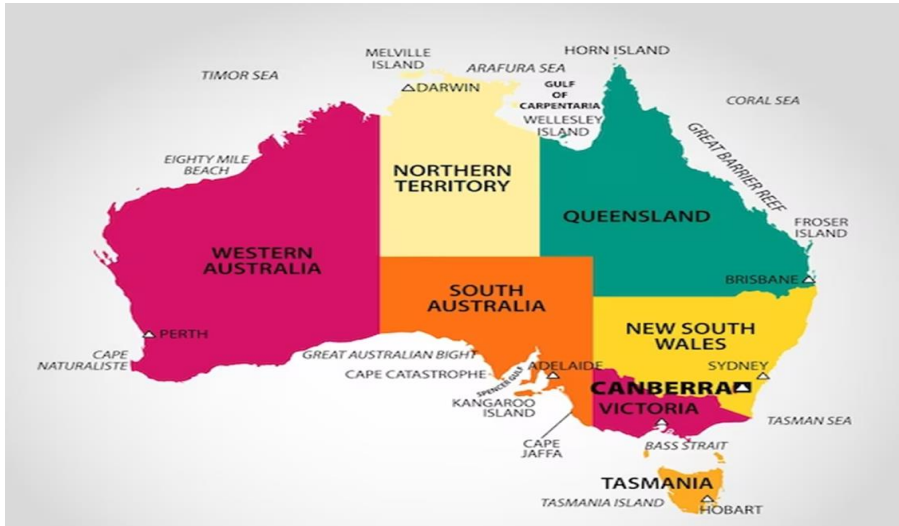 HORN ISLAND
MELVILLE
ISLAND
ARAFURA SEA
TIMOR SEA
GULF
OF
CARPENTARIA
DARWIN
CORAL SEA
WELLESLEY
ISLAND
GREAT BARRIER REEF
EIGHTY MILE
BEACH
NORTHERN
TERRITORY
QUEENSLAND
FROSER
ISLAND
WESTERN
AUSTRALIA
BRISBANE
SOUTH
AUSTRALIA
NEW SOUTH
WALES
PERTH
CAPE
NATURALISTE
GREAT AUSTRALIAN BIGHT
ADELAIDE
SYDNEY
CAPE CATASTROPHE
SPENCER GULF
CANBERRA
KANGAROO
ISLAND
VICTORIA
TASMAN SEA
CAPE
JAFFA
BASS STRAIT
TASMANIA
TASMANIA ISLAND
HOBART